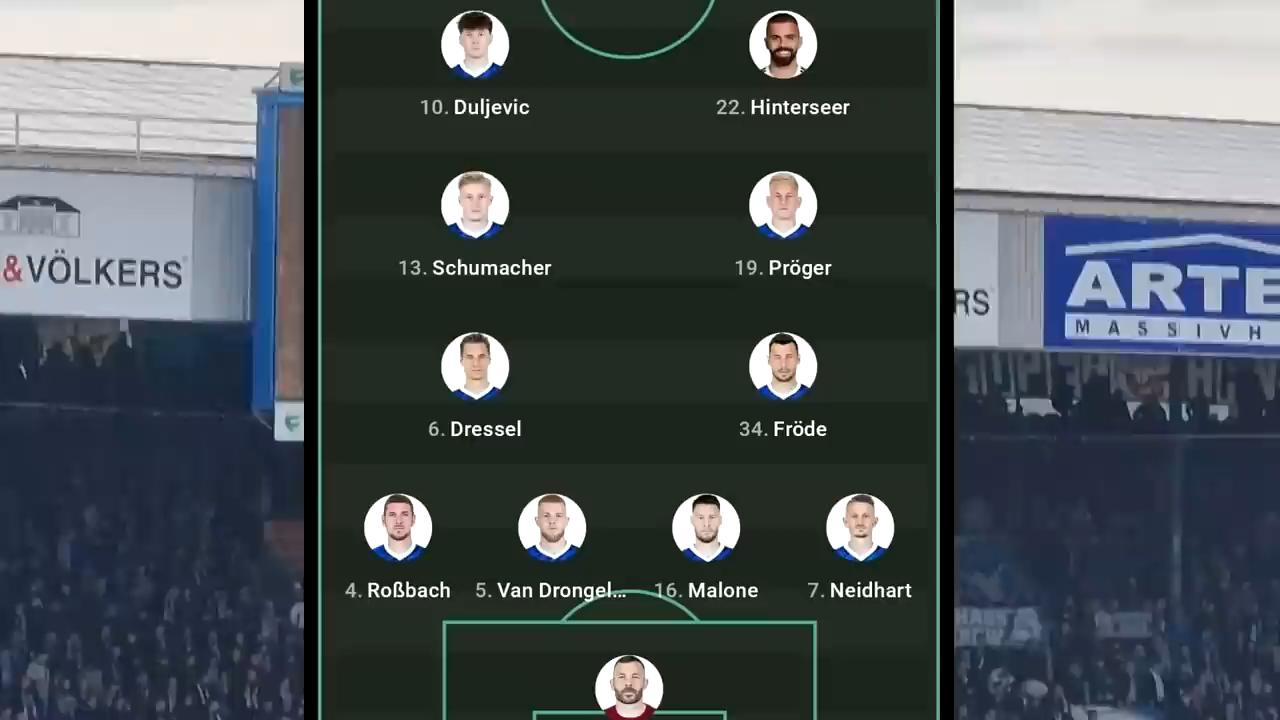 10. Duljevic
22. Hinterseer
13. Schumacher
19. Pröger
&VÖLKERS
RS
ARTE
MASSIVH
6. Dressel
34. Fröde
4. Roßbach
5. Van Drongel...
16. Malone
7. Neidhart